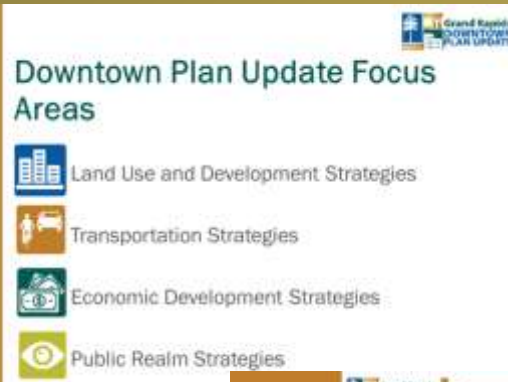 Grand Rapids
DOWNTOWN
PLAN UPDATE
Downtown Plan Update Focus
Areas
Land Use and Development Strategies
Transportation Strategies
Economic Development Strategies
Public Realm Strategies